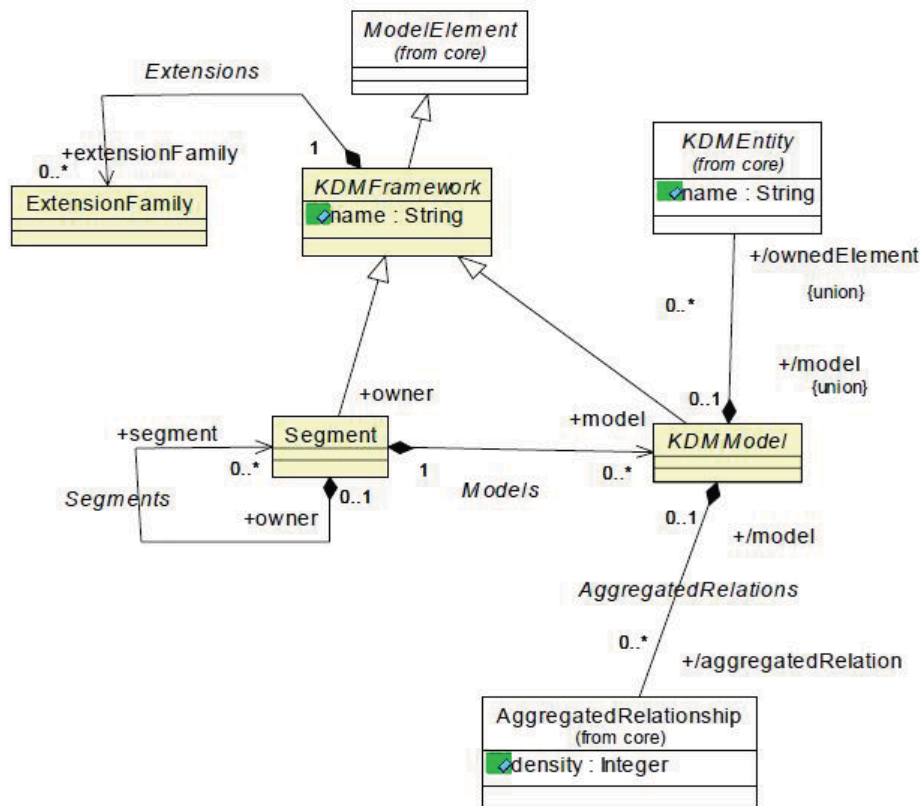 ModelElement
(from core)
Extensions
+extensionFamily
0..*
1
ExtensionFamily
KDMFramework
name : String
KDMEntity
(from core)
name : String
+/ownedElement
{union}
0..*
+/model
{union}
0..1
+owner
+segment
Segment
+model
KDMModel
0..*
0..1
1
Models
0..*
Segments
+owner
0..1
+/model
AggregatedRelations
0..*
+/aggregatedRelation
AggregatedRelationship
(from core)
density : Integer